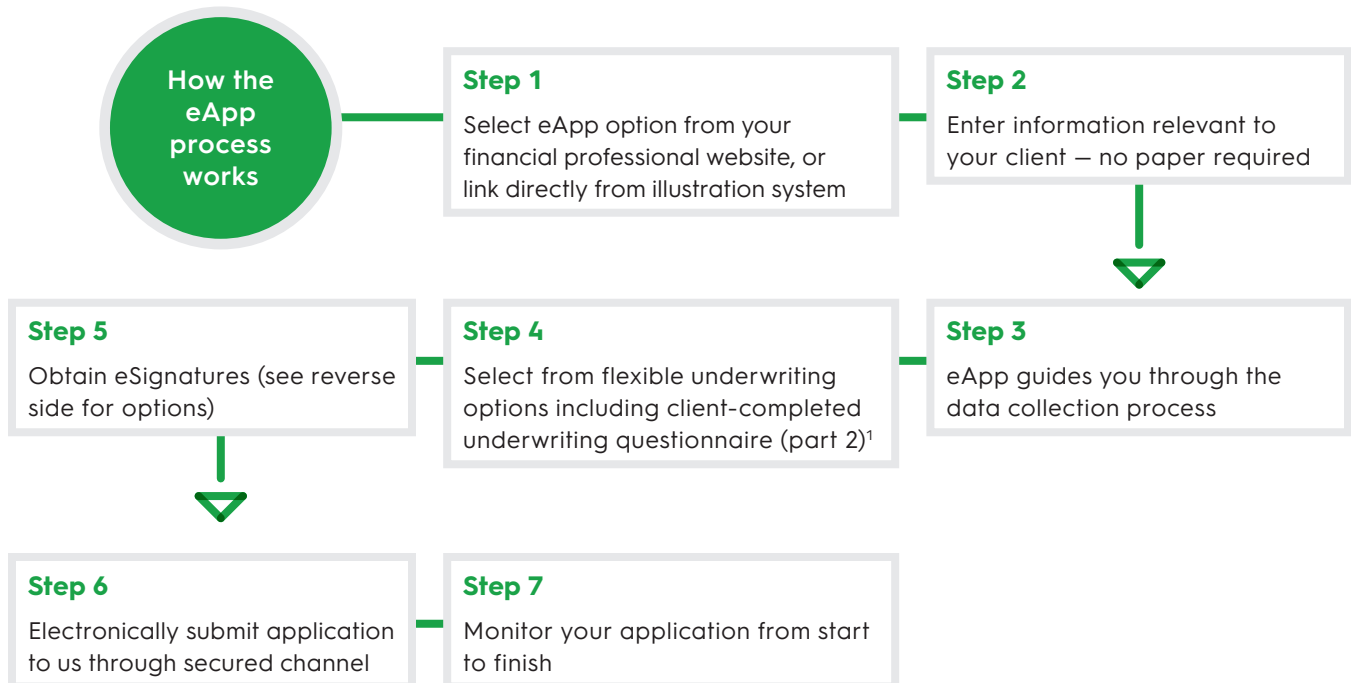 How the
eApp
process
works
Step 1
Select eApp option from your
financial professional website, or
link directly from illustration system
Step 2
Enter information relevant to
your client – no paper required
Step 3
eApp guides you through the
data collection process
Step 4
Select from flexible underwriting
options including client-completed
underwriting questionnaire (part 2)¹
Step 5
Obtain eSignatures (see reverse
side for options)
Step 6
Electronically submit application
to us through secured channel
Step 7
Monitor your application from start
to finish